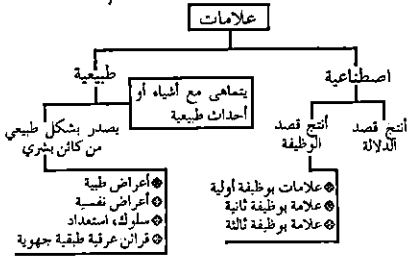 علامات
اصطناعية
طبيعية
أنتج قصد
الدلالة
أنتج قصد
الوظيفة
يتماهى مع أشياء أو
أحداث طبيعية
يصدر بشكل طبيعي
من كائن بشري
علامات بوظيفة أولية
علامة بوظيفة ثانية
علامة بوظيفة ثالثة
أعراض طبية
أعراض نفسية
سلوك، استعداد
قرائن عرقية طبقية جهوية